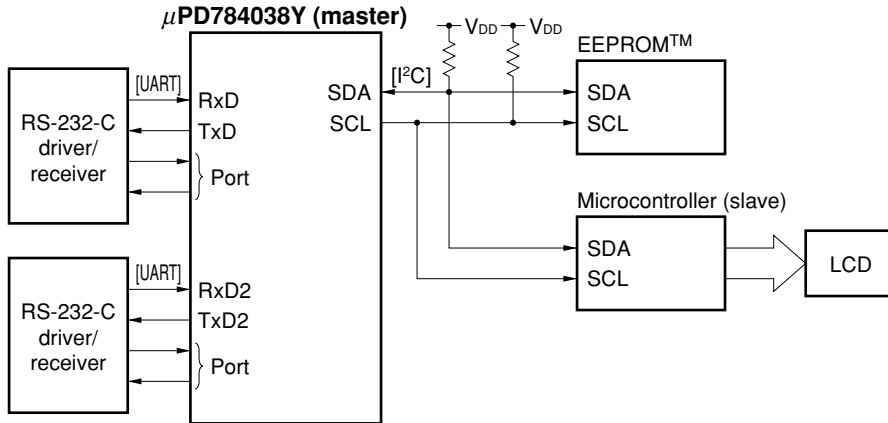 µPD784038Y (master)
VDD
VDD
EEPROM™
[UART]
RxD
TxD
Port
RS-232-C
driver/
receiver
SDA
SCL
[I²C]
SDA
SCL
Microcontroller (slave)
SDA
SCL
LCD
[UART]
RxD2
TxD2
Port
RS-232-C
driver/
receiver